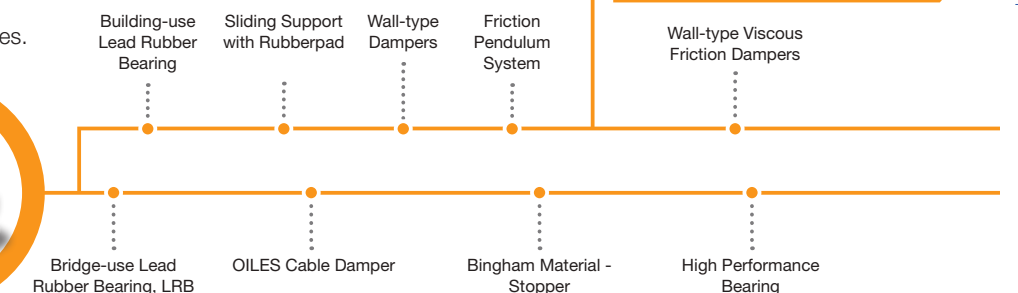 es.
Building-use
Lead Rubber
Bearing
Sliding Support
with Rubberpad
Wall-type
Dampers
Friction
Pendulum
System
Wall-type Viscous
Friction Dampers
Bridge-use Lead
Rubber Bearing, LRB
OILES Cable Damper
Bingham Material -
Stopper
High Performance
Bearing